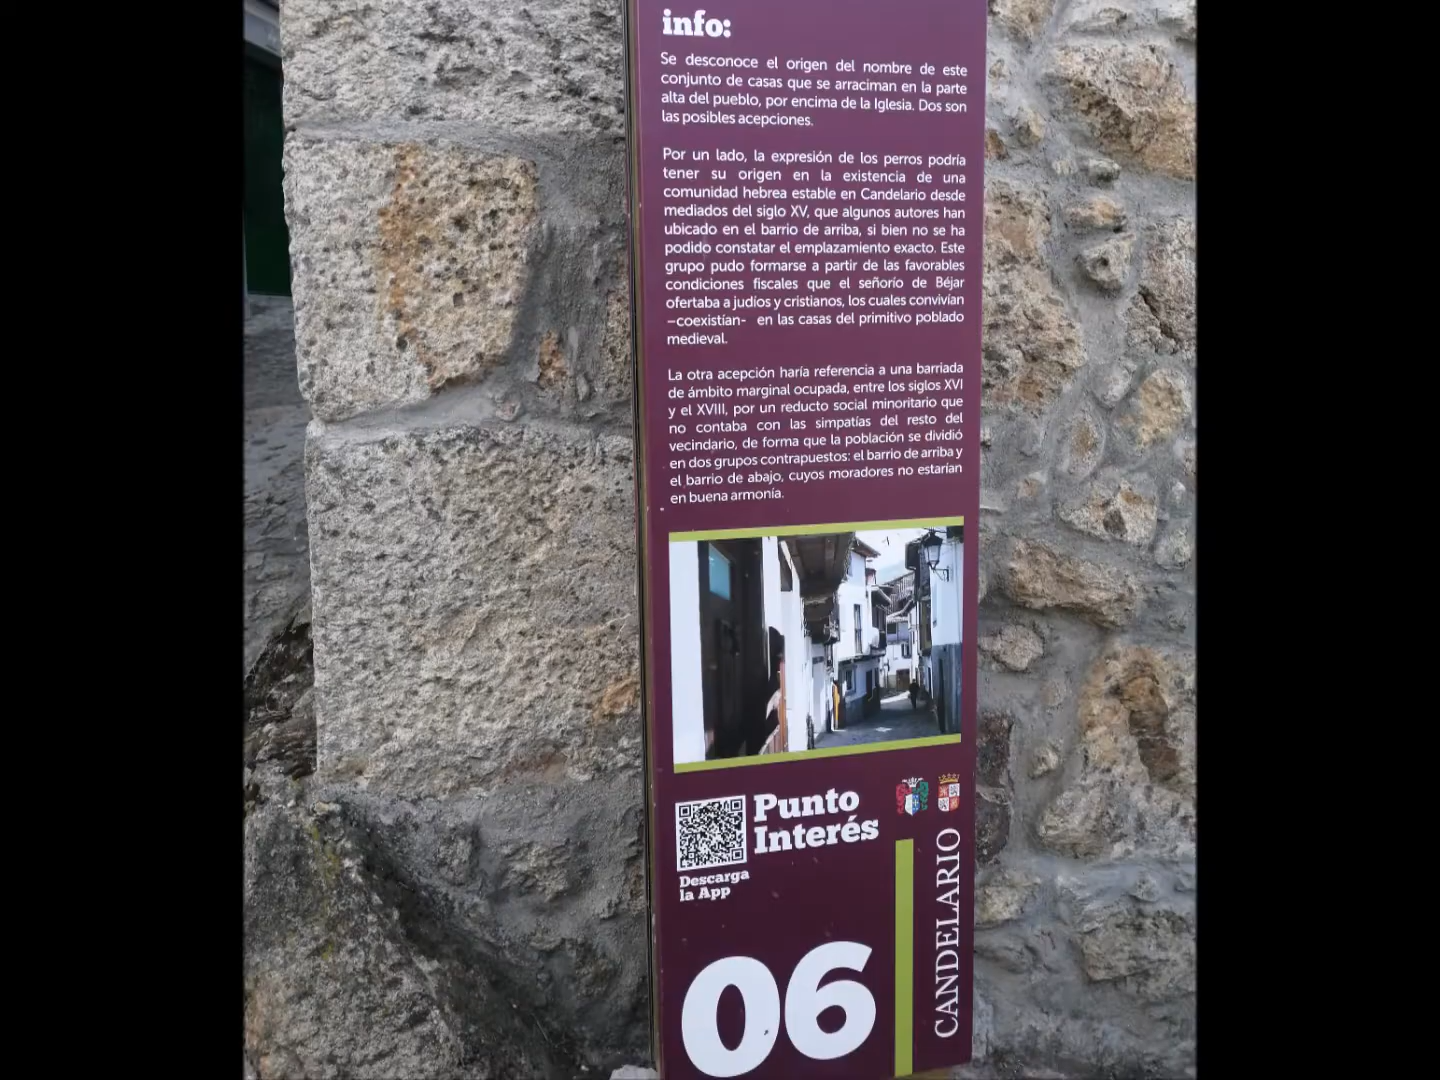 info:
Se desconoce el origen del nombre de este
conjunto de casas que se arraciman en la parte
alta del pueblo, por encima de la Iglesia. Dos son
las posibles acepciones.
Por un lado, la expresión de los perros podría
tener su origen en la existencia de una
comunidad hebrea estable en Candelario desde
mediados del siglo XV, que algunos autores han
ubicado en el barrio de arriba, si bien no se ha
podido constatar el emplazamiento exacto. Este
grupo pudo formarse a partir de las favorables
condiciones fiscales que el señorío de Béjar
ofertaba a judíos y cristianos, los cuales convivían
–coexistían- en las casas del primitivo poblado
medieval.
La otra acepción haría referencia a una barriada
de ámbito marginal ocupada, entre los siglos XVI
y el XVIII, por un reducto social minoritario que
no contaba con las simpatías del resto del
vecindario, de forma que la población se dividió
en dos grupos contrapuestos: el barrio de arriba y
el barrio de abajo, cuyos moradores no estarían
en buena armonía.
Punto
Interés
Descarga
la App
06
CANDELARIO